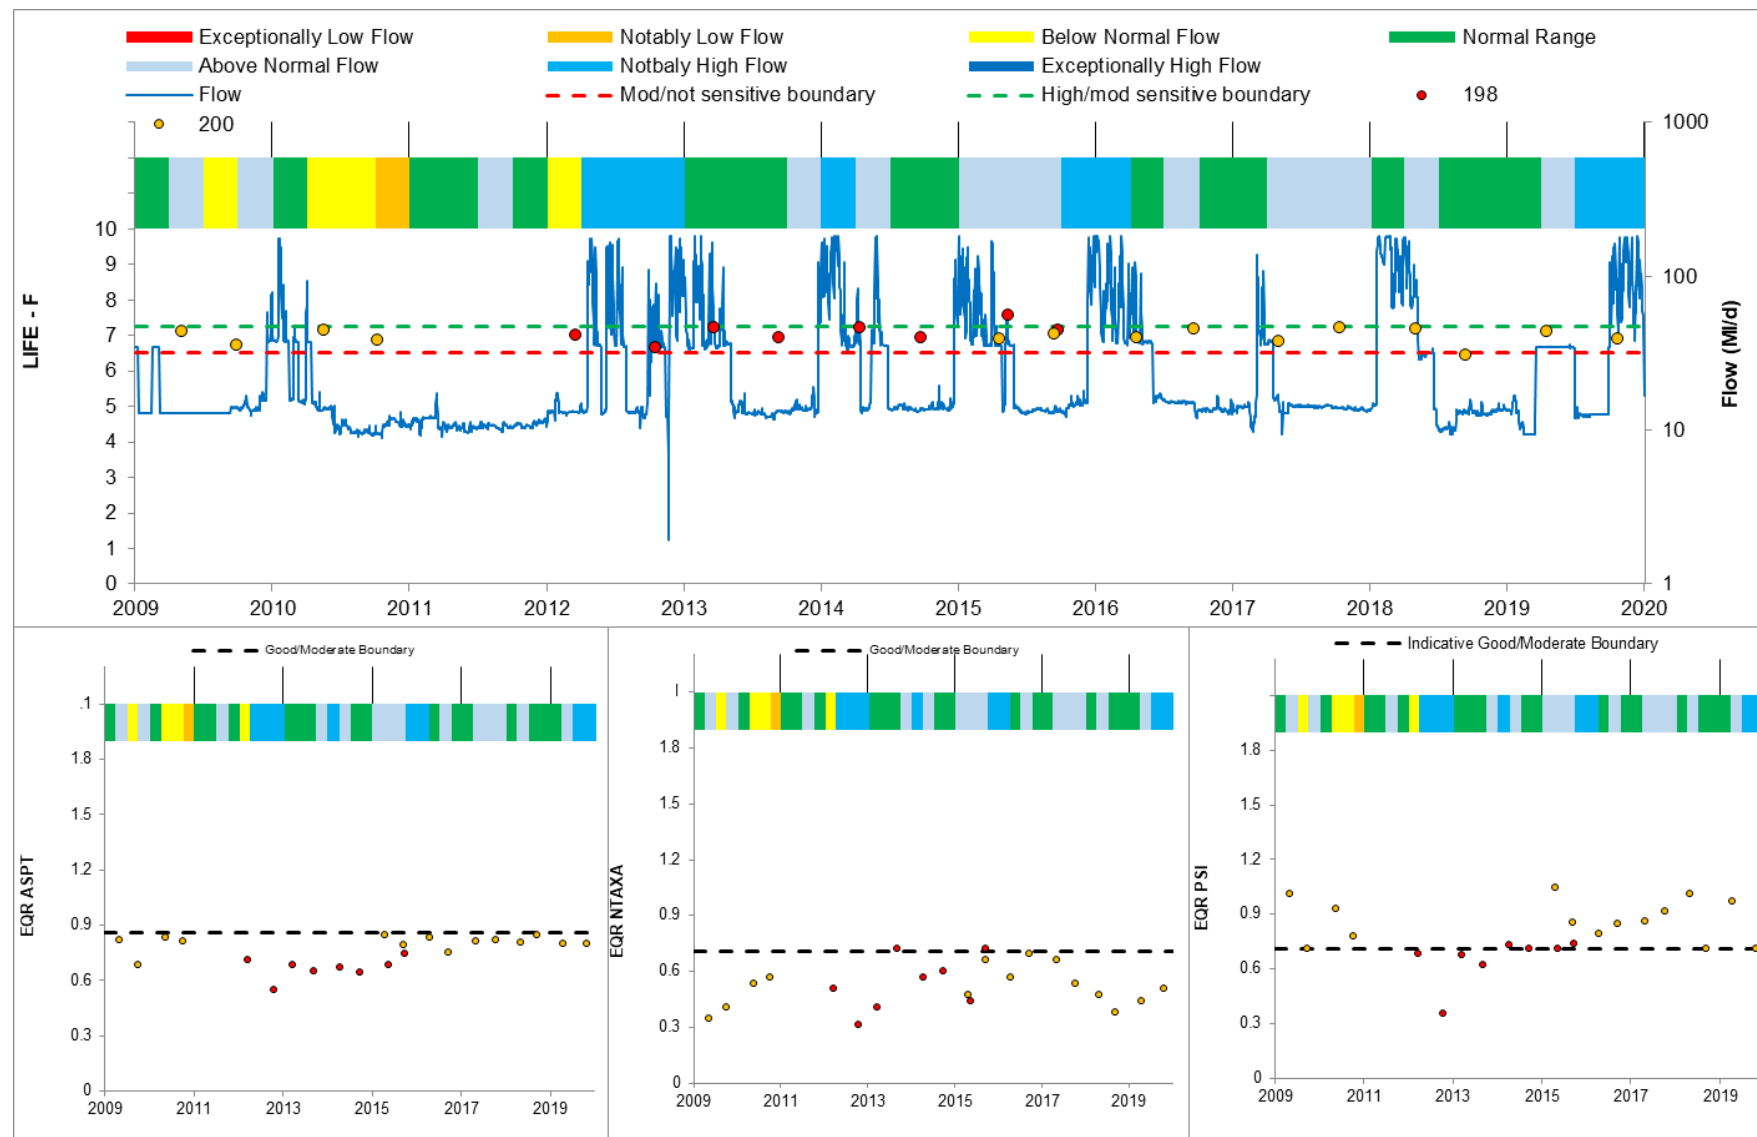 Exceptionally Low Flow Notably Low Flow Below Normal Flow Normal Range
Above Normal Flow Notbaly High Flow Exceptionally High Flow
Flow Mod/not sensitive boundary High/mod sensitive boundary 198
200
1000
10
9 100
8
7
6
5
4 10
3
2
1
0 1
LIFE - F
Flow (Ml/d)
2009 2010 2011 2012 2013 2014 2015 2016 2017 2018 2019 2020
Good/Moderate Boundary
.1
1.8
1.5
1.2
0.9
0.6
0.3
0
EQR ASPT
2009 2011 2013 2015 2017 2019
Good/Moderate Boundary
1.8
1.5
1.2
0.9
0.6
0.3
0
EQR NTAXA
2009 2011 2013 2015 2017 2019
Indicative Good/Moderate Boundary
1.8
1.5
1.2
0.9
0.6
0.3
0
EQR PSI
2009 2011 2013 2015 2017 2019